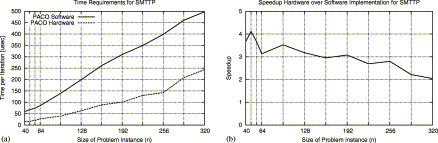 Time Requirements for SMTTP
PACO Software
PACO Hardware
Time per Iteration [usec]
500
450
400
350
300
250
200
150
100
50
0
40 64 128 192 256 320
Size of Problem Instance (n)
(a)
Speedup Hardware over Software Implementation for SMTTP
Speedup
5
4
3
2
1
0
40 64 128 192 256 320
Size of Problem Instance (n)
(b)